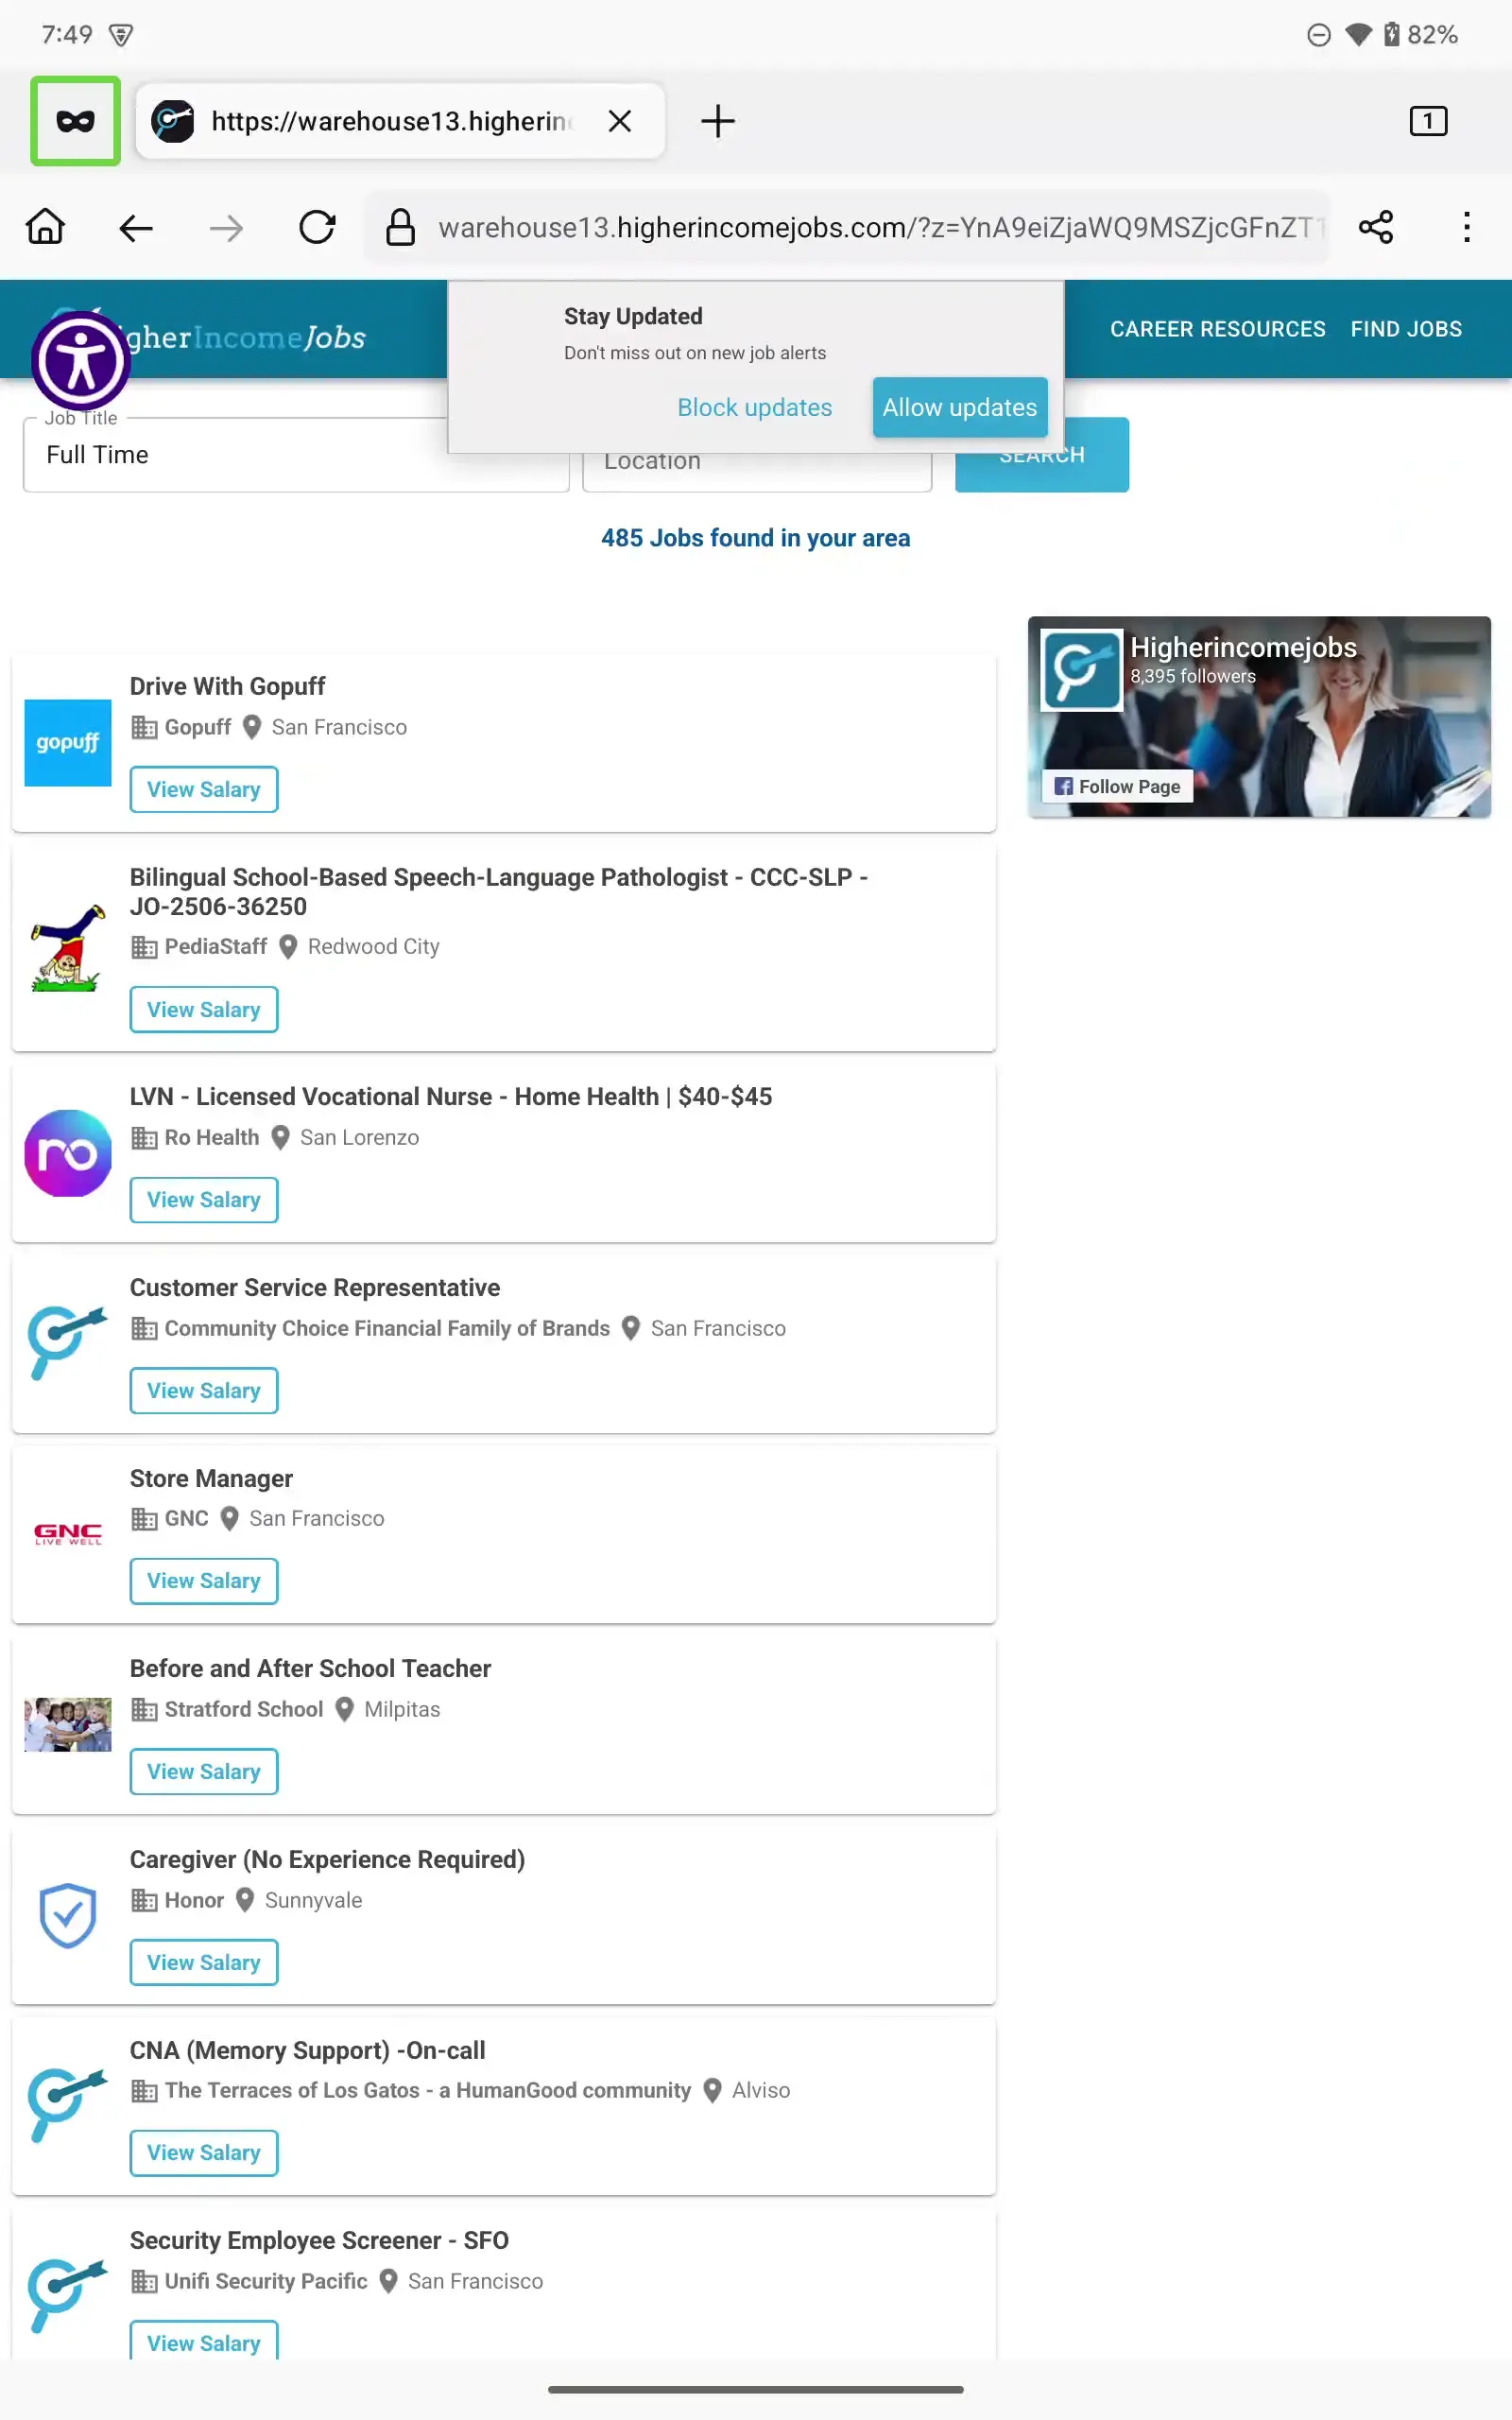 7:49
82%
https://warehouse13.higherin
1
warehouse13.higherincomejobs.com/?z=YnA9eiZjaWQ9MSZjcGFnZT1
gherIncomeJobs
CAREER RESOURCES
FIND JOBS
Stay Updated
Don't miss out on new job alerts
Block updates
Allow updates
Job Title
Full Time
Location
SEARCH
485 Jobs found in your area
Higherincomejobs
8,395 followers
Follow Page
gopuff
Drive With Gopuff
Gopuff San Francisco
View Salary
Bilingual School-Based Speech-Language Pathologist - CCC-SLP -
JO-2506-36250
PediaStaff Redwood City
View Salary
ro
LVN - Licensed Vocational Nurse - Home Health | $40-$45
Ro Health San Lorenzo
View Salary
Customer Service Representative
Community Choice Financial Family of Brands San Francisco
View Salary
GNC
LIVE WELL
Store Manager
GNC San Francisco
View Salary
Before and After School Teacher
Stratford School Milpitas
View Salary
Caregiver (No Experience Required)
Honor Sunnyvale
View Salary
CNA (Memory Support) -On-call
The Terraces of Los Gatos - a HumanGood community Alviso
View Salary
Security Employee Screener - SFO
Unifi Security Pacific San Francisco
View Salary